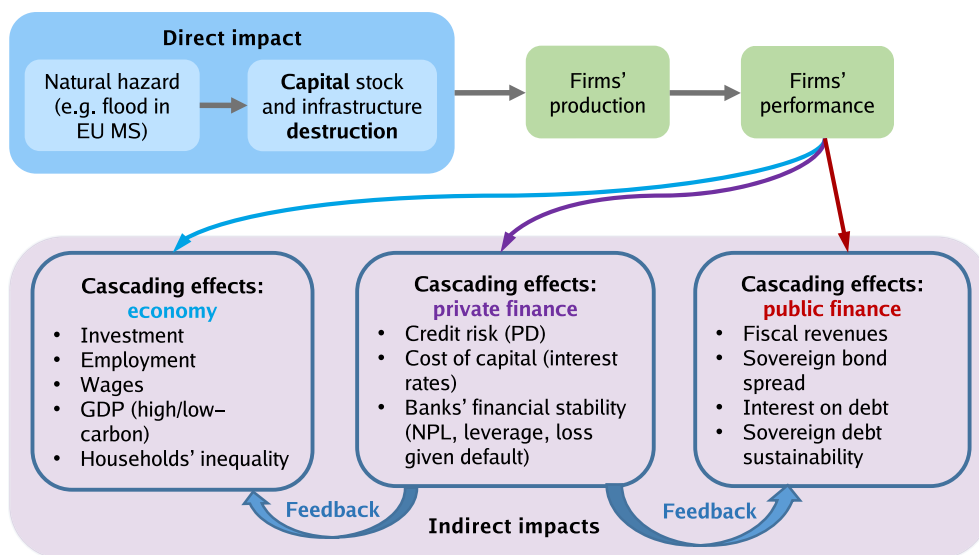 Direct impact
Natural hazard
(e.g. flood in
EU MS)
Capital stock
and infrastructure
destruction
Firms’
production
Firms’
performance
Cascading effects:
economy
• Investment
• Employment
• Wages
• GDP (high/low–
carbon)
• Households’ inequality
Cascading effects:
private finance
• Credit risk (PD)
• Cost of capital (interest
rates)
• Banks’ financial stability
(NPL, leverage, loss
given default)
Cascading effects:
public finance
• Fiscal revenues
• Sovereign bond
spread
• Interest on debt
• Sovereign debt
sustainability
Feedback
Feedback
Indirect impacts